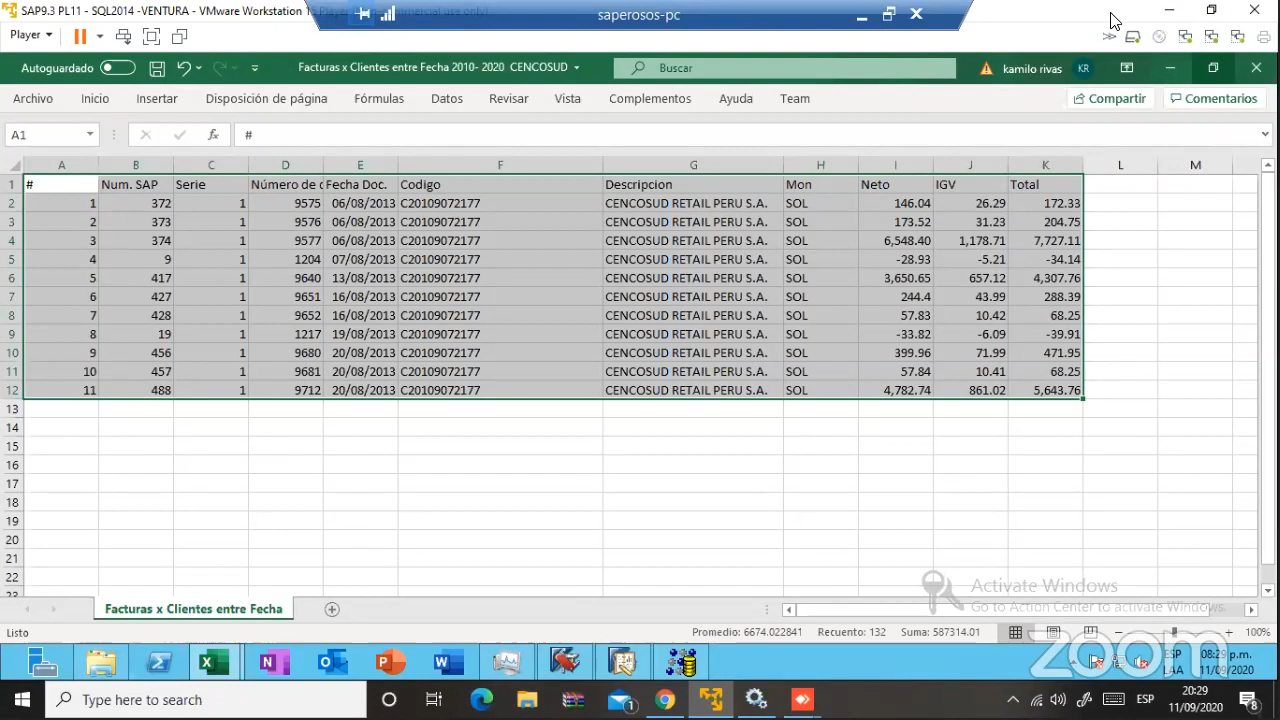 SAP9.3 PL11 - SQL2014 -VENTURA - VMware Workstation
saperosos-pc
Player
Autoguardado
Facturas x Clientes entre Fecha 2010- 2020 CENCOSUD
Buscar
kamilo rivas
KR
Archivo Inicio Insertar Disposición de página Fórmulas Datos Revisar Vista Complementos Ayuda Team
Compartir
Comentarios
A1 fx #
A B C D E F G H I J K L M
1 # Num. SAP Serie Número de d Fecha Doc. Codigo Descripcion Mon Neto IGV Total
2 1 372 1 9575 06/08/2013 C20109072177 CENCOSUD RETAIL PERU S.A. SOL 146.04 26.29 172.33
3 2 373 1 9576 06/08/2013 C20109072177 CENCOSUD RETAIL PERU S.A. SOL 173.52 31.23 204.75
4 3 374 1 9577 06/08/2013 C20109072177 CENCOSUD RETAIL PERU S.A. SOL 6,548.40 1,178.71 7,727.11
5 4 9 1 1204 07/08/2013 C20109072177 CENCOSUD RETAIL PERU S.A. SOL -28.93 -5.21 -34.14
6 5 417 1 9640 13/08/2013 C20109072177 CENCOSUD RETAIL PERU S.A. SOL 3,650.65 657.12 4,307.76
7 6 427 1 9651 16/08/2013 C20109072177 CENCOSUD RETAIL PERU S.A. SOL 244.4 43.99 288.39
8 7 428 1 9652 16/08/2013 C20109072177 CENCOSUD RETAIL PERU S.A. SOL 57.83 10.42 68.25
9 8 19 1 1217 19/08/2013 C20109072177 CENCOSUD RETAIL PERU S.A. SOL -33.82 -6.09 -39.91
10 9 456 1 9680 20/08/2013 C20109072177 CENCOSUD RETAIL PERU S.A. SOL 399.96 71.99 471.95
11 10 457 1 9681 20/08/2013 C20109072177 CENCOSUD RETAIL PERU S.A. SOL 57.84 10.41 68.25
12 11 488 1 9712 20/08/2013 C20109072177 CENCOSUD RETAIL PERU S.A. SOL 4,782.74 861.02 5,643.76
13
14
15
16
17
18
19
20
21
22
23
Activate Windows
Go to Action Center to activate Windows.
Facturas x Clientes entre Fecha
Listo
Promedio: 6674.022841 Recuento: 132 Suma: 587314.01
100%
zoom
ESP 08:29 p.m.
LAA 11/09/2020
Type here to search
1
ESP
20:29
11/09/2020
8